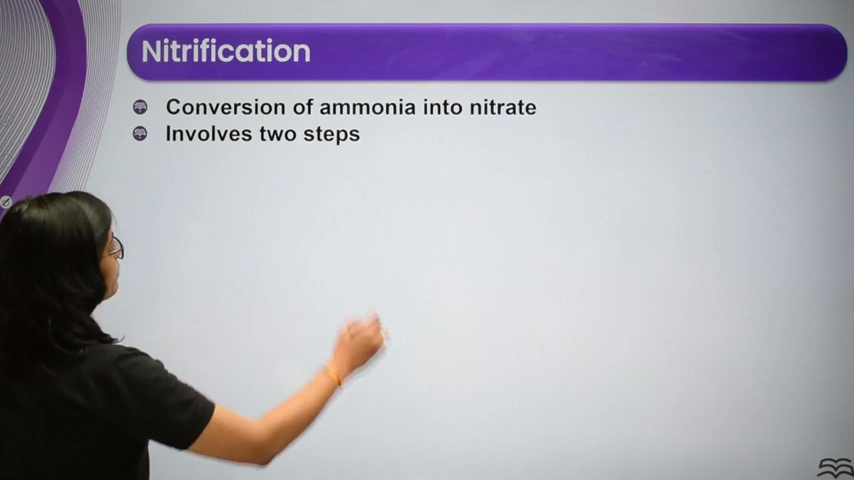 Nitrification
Conversion of ammonia into nitrate
Involves two steps